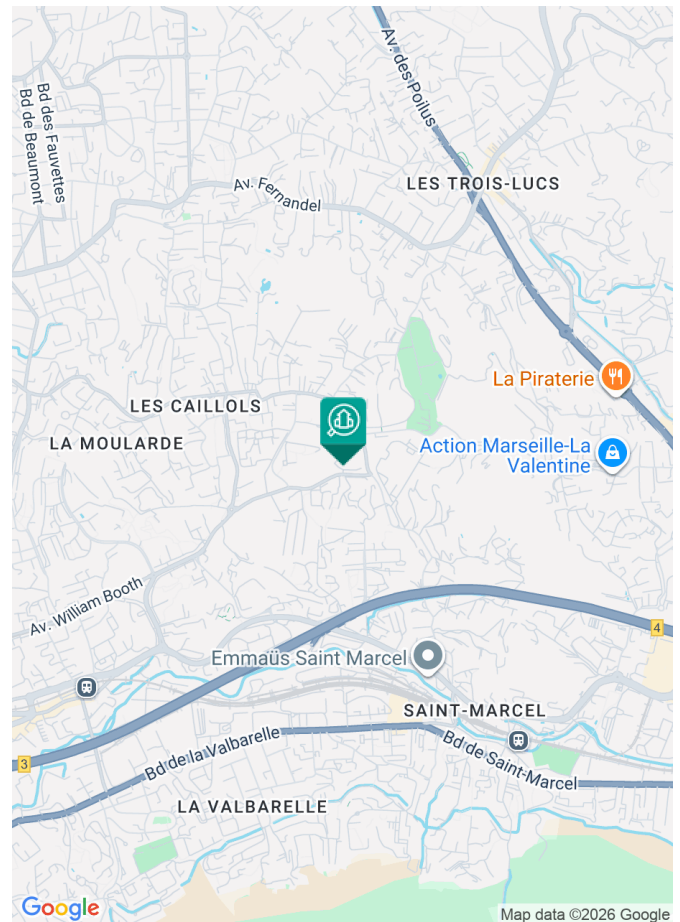 Av. des Poilus
Bd des Fauvettes
Bd de Beaumont
LES TROIS-LUCS
Av. Fernandel
La Piraterie
LES CAILLOLS
LA MOULARDE
Action Marseille-La
Valentine
Av. William Booth
4
Emmaüs Saint Marcel
SAINT-MARCEL
Bd de la Valbarelle
Bd de Saint-Marcel
3
LA VALBARELLE
Google
Map data ©2026 Google